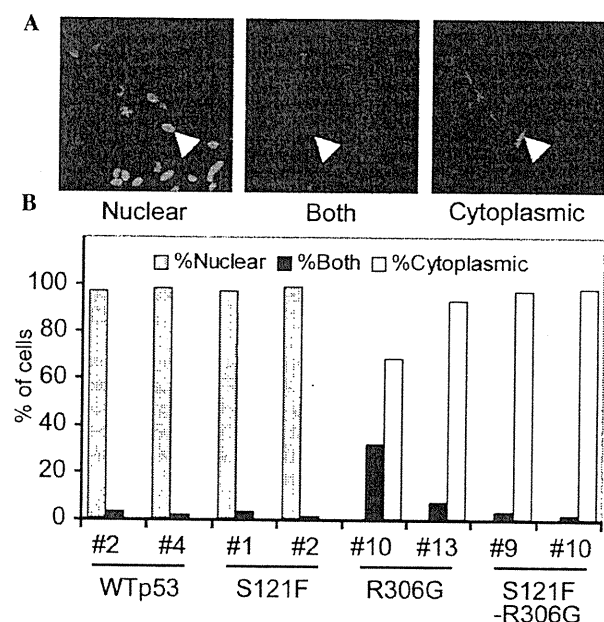 A
Nuclear Both Cytoplasmic
B
%Nuclear %Both %Cytoplasmic
% of cells
100
80
60
40
20
0
#2 #4 #1 #2 #10 #13 #9 #10
WTp53 S121F R306G S121F
-R306G